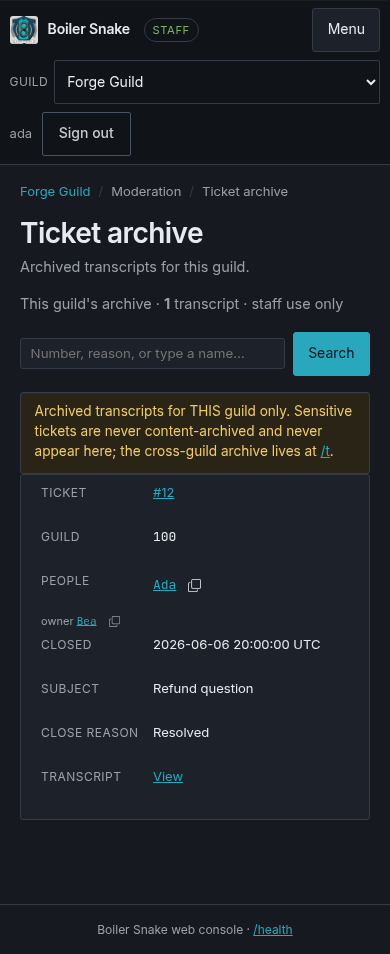 Boiler Snake STAFF Menu
GUILD Forge Guild
ada Sign out
Forge Guild / Moderation / Ticket archive
Ticket archive
Archived transcripts for this guild.
This guild's archive · 1 transcript · staff use only
Number, reason, or type a name... Search
Archived transcripts for THIS guild only. Sensitive
tickets are never content-archived and never
appear here; the cross-guild archive lives at /t.
TICKET #12
GUILD 100
PEOPLE Ada
owner Bea
CLOSED 2026-06-06 20:00:00 UTC
SUBJECT Refund question
CLOSE REASON Resolved
TRANSCRIPT View
Boiler Snake web console · /health